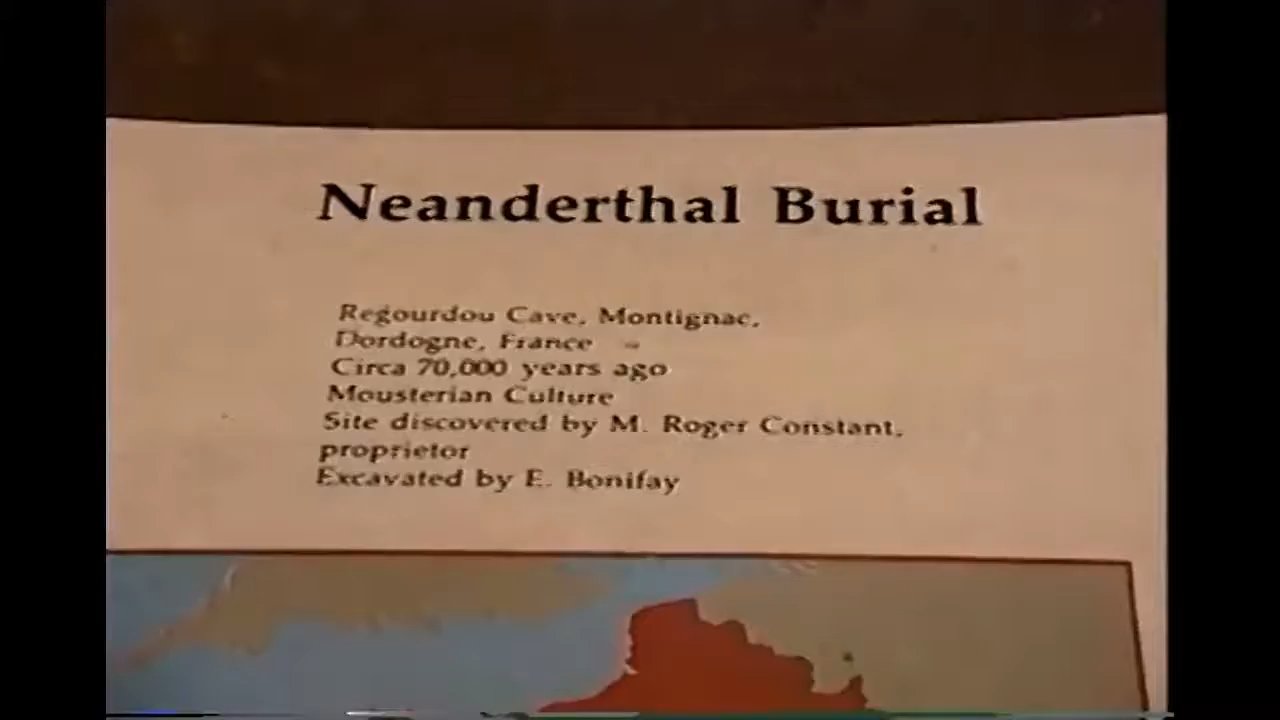 Neanderthal Burial
Regourdou Cave, Montignac,
Dordogne, France
Circa 70,000 years ago
Mousterian Culture
Site discovered by M. Roger Constant,
proprietor
Excavated by E. Bonifay